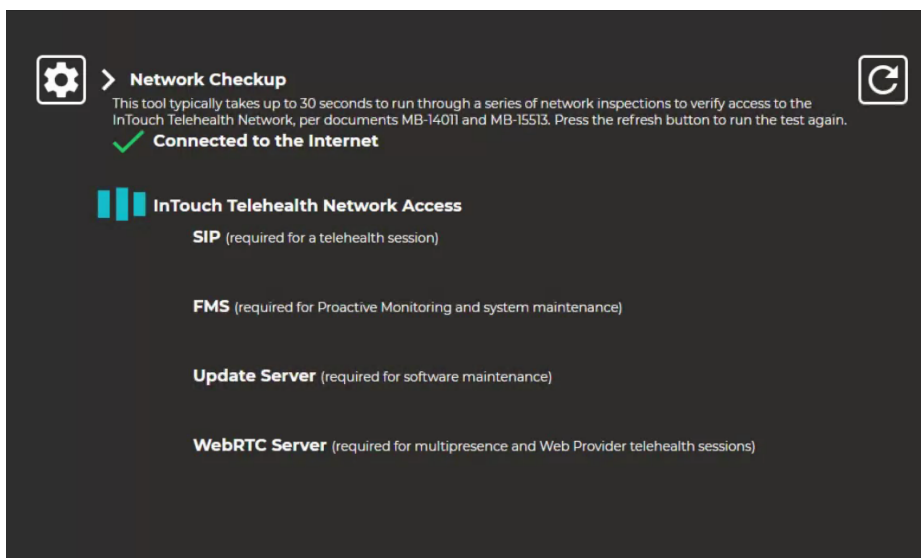 Network Checkup
This tool typically takes up to 30 seconds to run through a series of network inspections to verify access to the
InTouch Telehealth Network, per documents MB-14011 and MB-15513. Press the refresh button to run the test again.
Connected to the Internet
InTouch Telehealth Network Access
SIP (required for a telehealth session)
FMS (required for Proactive Monitoring and system maintenance)
Update Server (required for software maintenance)
WebRTC Server (required for multipresence and Web Provider telehealth sessions)